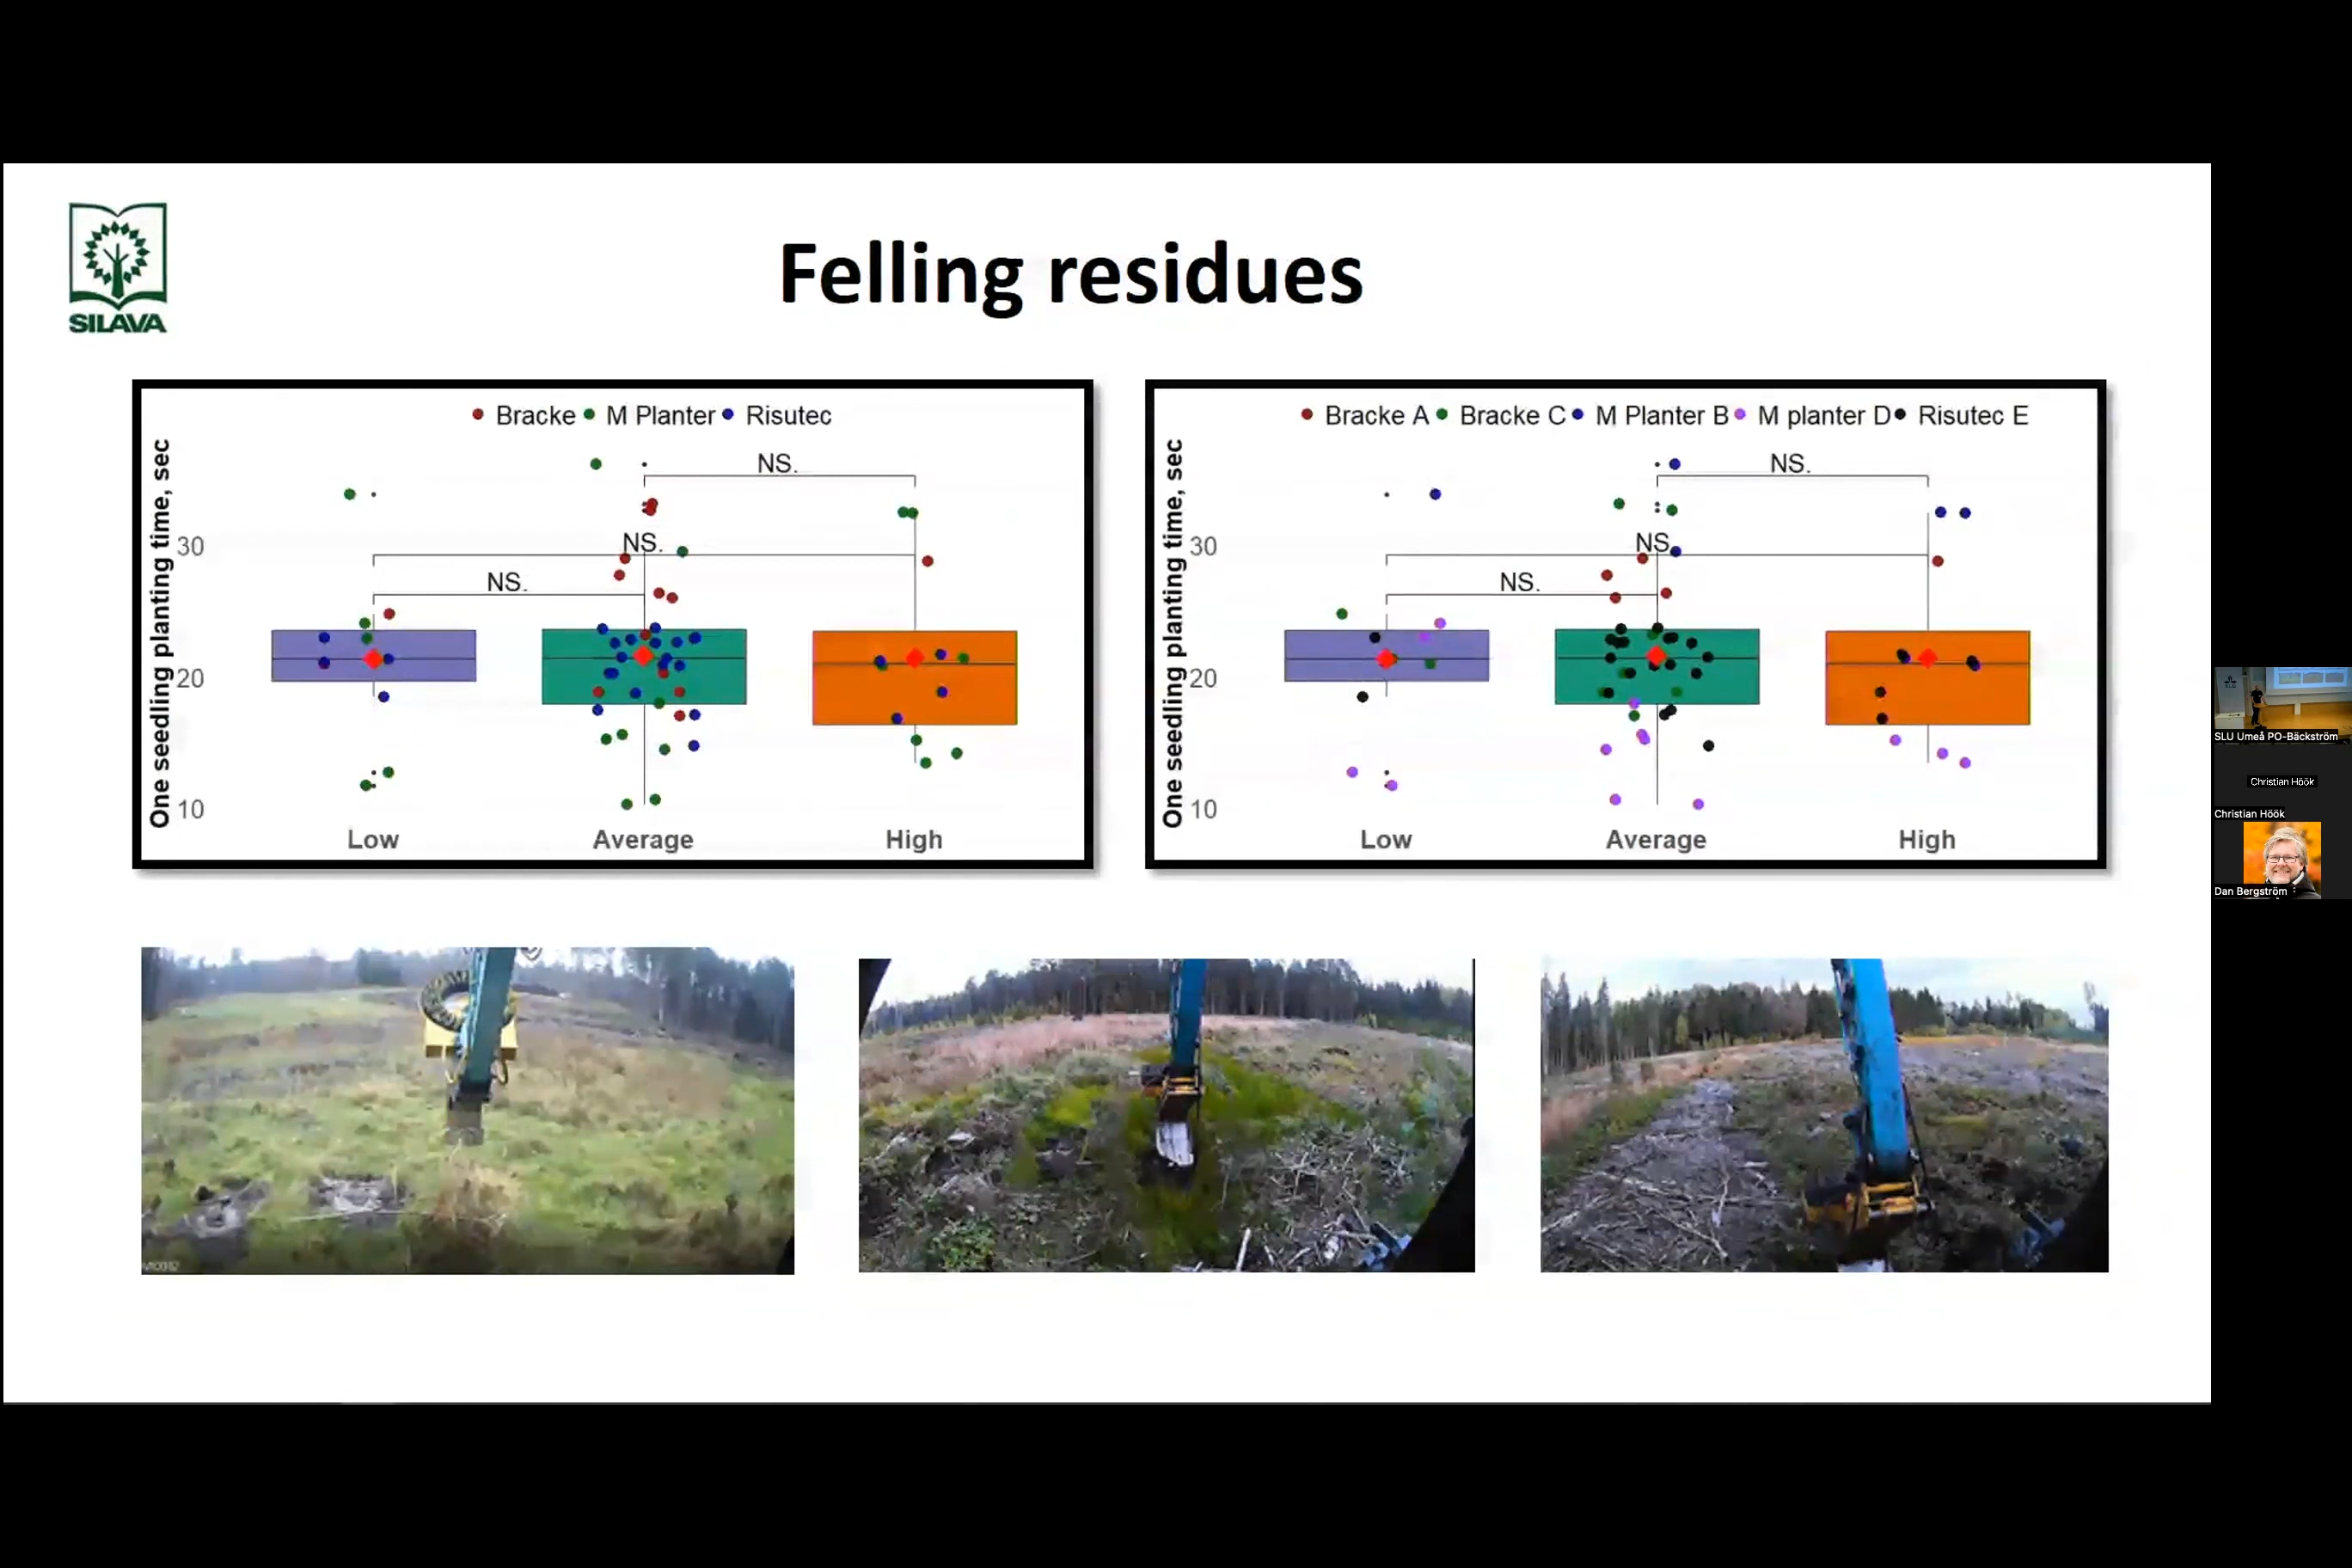 SILAVA
Felling residues
Bracke M Planter Risutec
One seedling planting time, sec
30
20
10
NS.
NS.
NS.
Low Average High
Bracke A Bracke C M Planter B M planter D Risutec E
One seedling planting time, sec
30
20
10
NS.
NS.
NS.
Low Average High
SLU Umeå PO-Bäckström
Christian Höök
Christian Höök
Dan Bergström